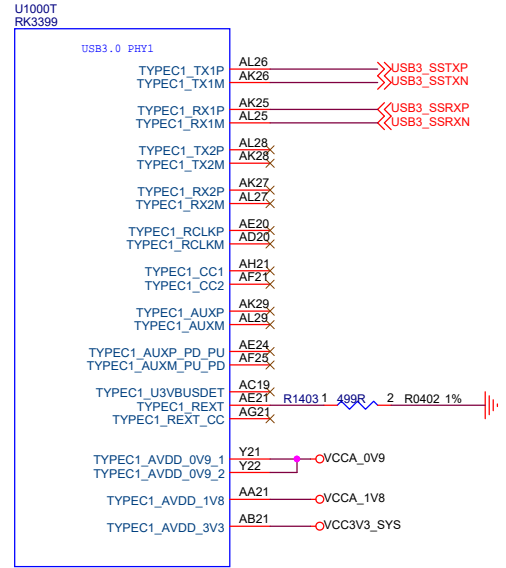 U1000T
RK3399
USB3.0 PHY1
TYPEC1_TX1P AL26 USB3_SSTXP
TYPEC1_TX1M AK26 USB3_SSTXN
TYPEC1_RX1P AK25 USB3_SSRXP
TYPEC1_RX1M AL25 USB3_SSRXN
TYPEC1_TX2P AL28
TYPEC1_TX2M AK28
TYPEC1_RX2P AK27
TYPEC1_RX2M AL27
TYPEC1_RCLKP AE20
TYPEC1_RCLKM AD20
TYPEC1_CC1 AH21
TYPEC1_CC2 AF21
TYPEC1_AUXP AK29
TYPEC1_AUXM AL29
TYPEC1_AUXP_PD_PU AE24
TYPEC1_AUXM_PU_PD AF25
TYPEC1_U3VBUSDET AC19
TYPEC1_REXT AE21 R1403 1 499R 2 R0402 1%
TYPEC1_REXT_CC AG21
TYPEC1_AVDD_0V9_1 Y21 VCCA_0V9
TYPEC1_AVDD_0V9_2 Y22
TYPEC1_AVDD_1V8 AA21 VCCA_1V8
TYPEC1_AVDD_3V3 AB21 VCC3V3_SYS